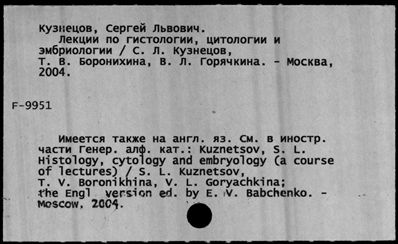 Кузнецов, Сергей Львович.
Лекции по гистологии, цитологии и
эмбриологии / С. Л. Кузнецов,
Т. В. Боронихина, В. Л. Горячкина. - Москва,
2004.
F-9951
Имеется также на англ. яз. См. в иностр.
части Генер. алф. кат.: Kuznetsov, S. L.
Histology, cytology and embryology (a course
of lectures) / S. L. Kuznetsov,
T. V. Boronikhina, V. L. Goryachkina;
the Engl version ed. by E. V. Babchenko. -
Moscow, 2004.